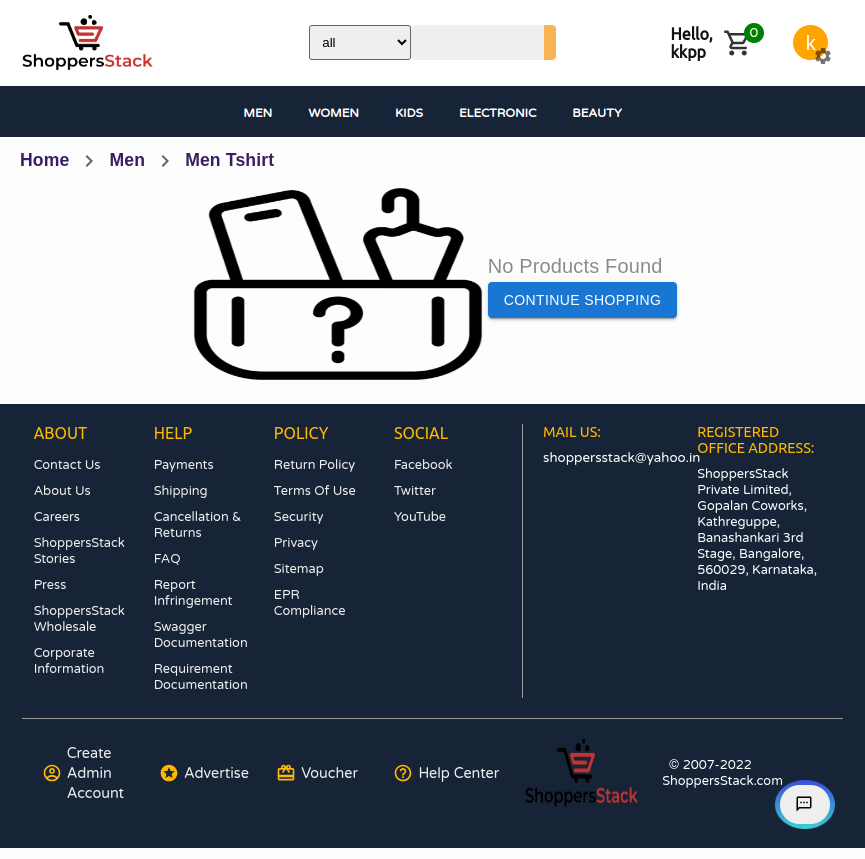 ShoppersStack
all
Hello,
kkpp
0
k
MEN WOMEN KIDS ELECTRONIC BEAUTY
Home > Men > Men Tshirt
?
No Products Found
CONTINUE SHOPPING
ABOUT
Contact Us
About Us
Careers
ShoppersStack
Stories
Press
ShoppersStack
Wholesale
Corporate
Information
HELP
Payments
Shipping
Cancellation &
Returns
FAQ
Report
Infringement
Swagger
Documentation
Requirement
Documentation
POLICY
Return Policy
Terms Of Use
Security
Privacy
Sitemap
EPR
Compliance
SOCIAL
Facebook
Twitter
YouTube
MAIL US:
shoppersstack@yahoo.in
REGISTERED
OFFICE ADDRESS:
ShoppersStack
Private Limited,
Gopalan Coworks,
Kathreguppe,
Banashankari 3rd
Stage, Bangalore,
560029, Karnataka,
India
Create
Admin
Account
Advertise
Voucher
Help Center
ShoppersStack
© 2007-2022
ShoppersStack.com